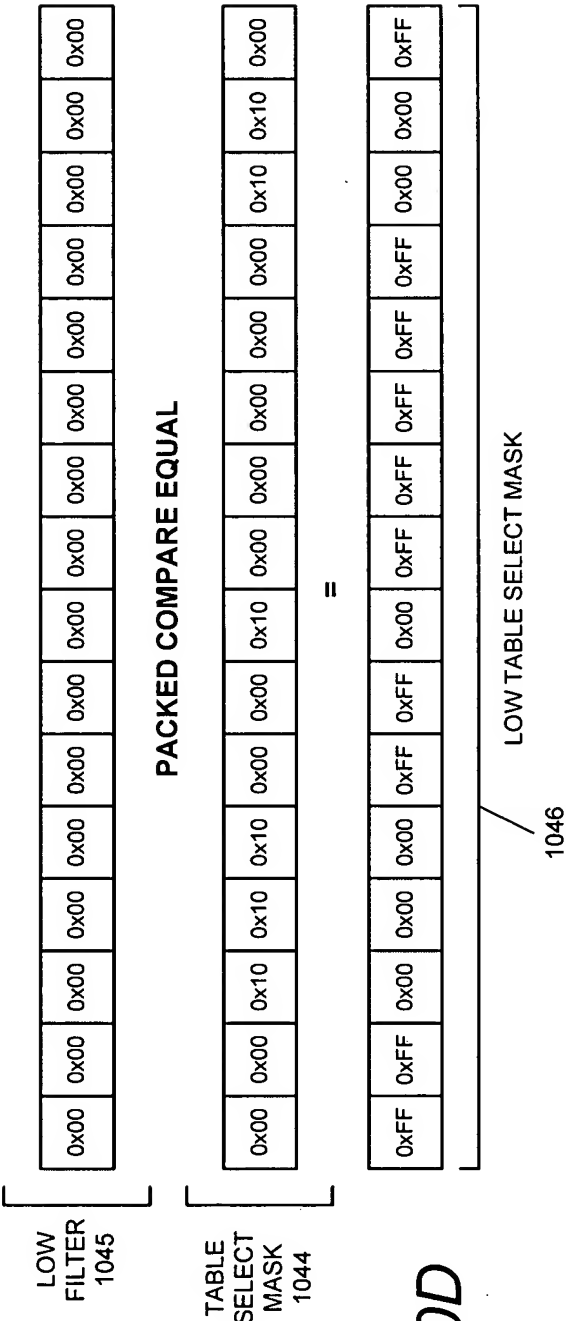 LOW
FILTER
1045
0x00 0x00 0x00 0x00 0x00 0x00 0x00 0x00 0x00 0x00 0x00 0x00 0x00 0x00 0x00 0x00
PACKED COMPARE EQUAL
TABLE
SELECT
MASK
1044
0x00 0x00 0x10 0x10 0x10 0x00 0x00 0x10 0x00 0x00 0x00 0x00 0x00 0x10 0x10 0x00
=
0xFF 0xFF 0x00 0x00 0x00 0xFF 0xFF 0x00 0xFF 0xFF 0xFF 0xFF 0xFF 0x00 0x00 0xFF
LOW TABLE SELECT MASK
1046